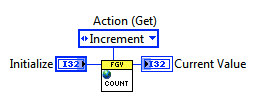 Action (Get)
Increment
Initialize
I32
FGV
COUNT
I32
Current Value